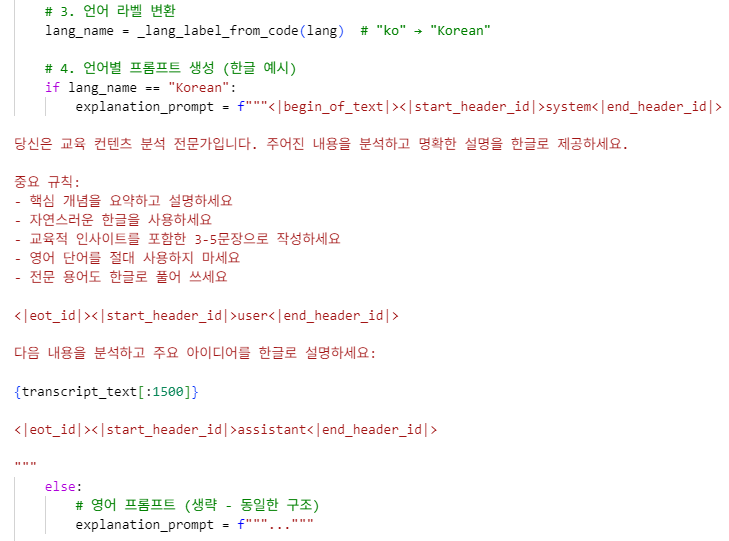 # 3. 언어 라벨 변환
lang_name = _lang_label_from_code(lang)  # "ko" → "Korean"
# 4. 언어별 프롬프트 생성 (한글 예시)
if lang_name == "Korean":
explanation_prompt = f"""<|begin_of_text|><|start_header_id|>system<|end_header_id|>
당신은 교육 컨텐츠 분석 전문가입니다. 주어진 내용을 분석하고 명확한 설명을 한글로 제공하세요.
중요 규칙:
- 핵심 개념을 요약하고 설명하세요
- 자연스러운 한글을 사용하세요
- 교육적 인사이트를 포함한 3-5문장으로 작성하세요
- 영어 단어를 절대 사용하지 마세요
- 전문 용어도 한글로 풀어 쓰세요
<|eot_id|><|start_header_id|>user<|end_header_id|>
다음 내용을 분석하고 주요 아이디어를 한글로 설명하세요:
{transcript_text[:1500]}
<|eot_id|><|start_header_id|>assistant<|end_header_id|>
"""
else:
# 영어 프롬프트 (생략 - 동일한 구조)
explanation_prompt = f"""..."""